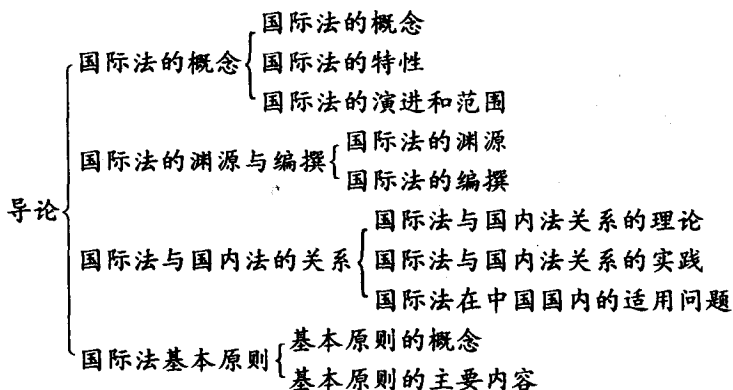 导论
国际法的概念
国际法的概念
国际法的特性
国际法的演进和范围
国际法的渊源与编撰
国际法的渊源
国际法的编撰
国际法与国内法的关系
国际法与国内法关系的理论
国际法与国内法关系的实践
国际法在中国国内的适用问题
国际法基本原则
基本原则的概念
基本原则的主要内容